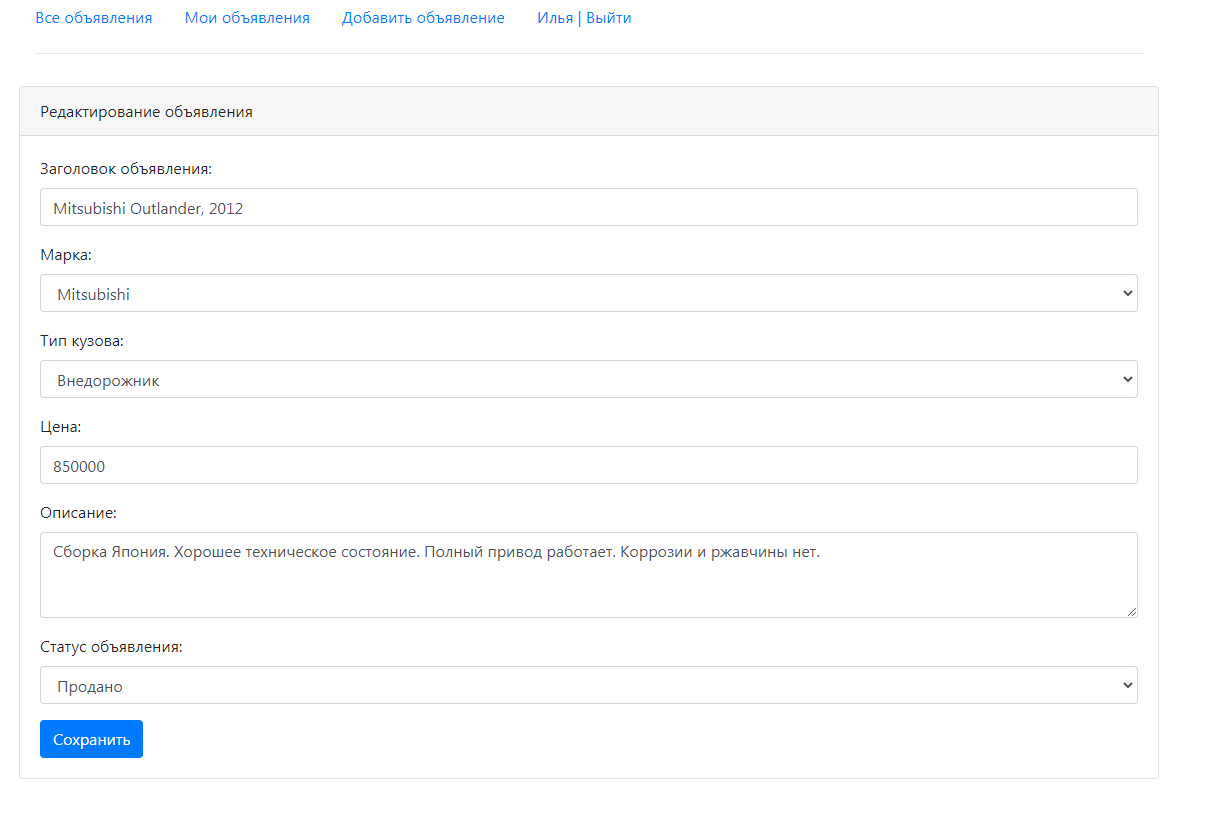 Все объявления Мои объявления Добавить объявление Илья | Выйти
Редактирование объявления
Заголовок объявления:
Mitsubishi Outlander, 2012
Марка:
Mitsubishi
Тип кузова:
Внедорожник
Цена:
850000
Описание:
Сборка Япония. Хорошее техническое состояние. Полный привод работает. Коррозии и ржавчины нет.
Статус объявления:
Продано
Сохранить